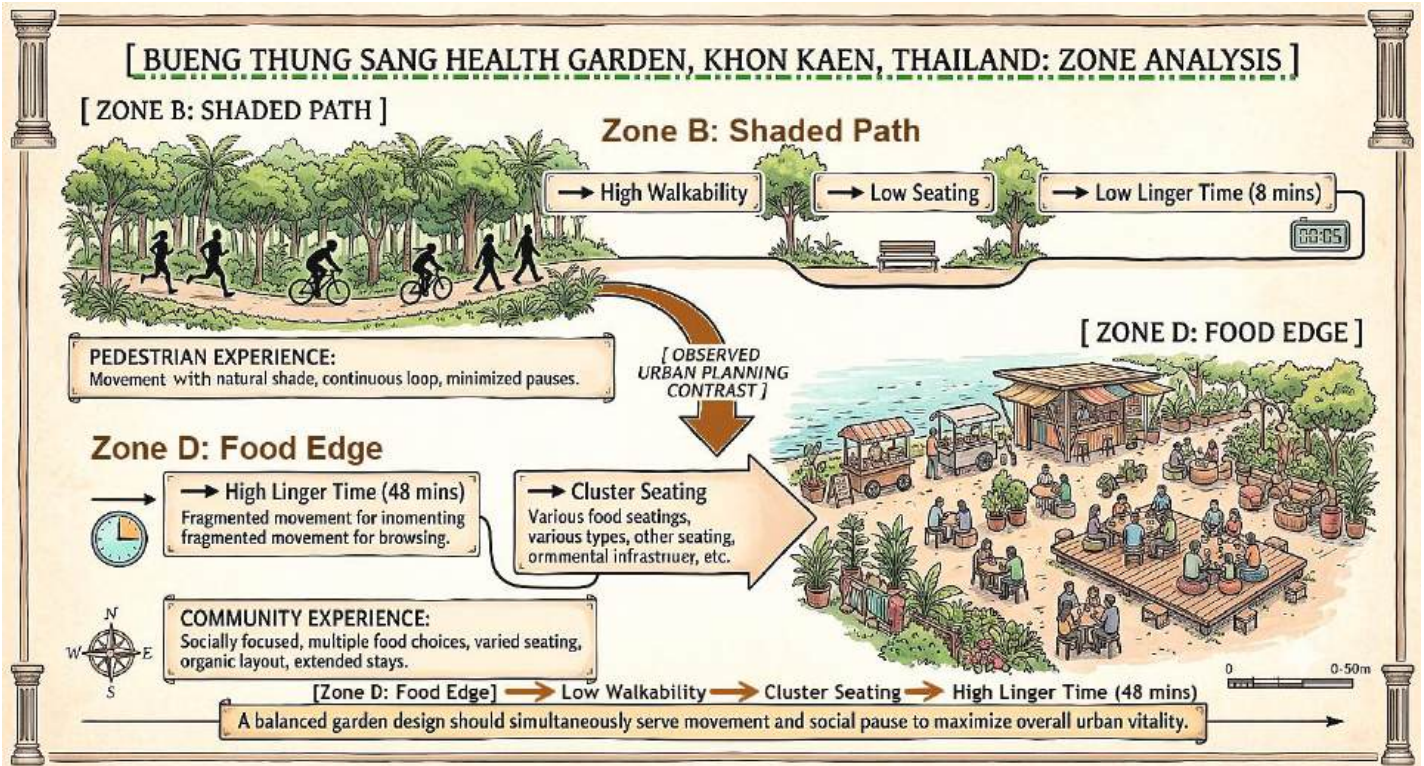 [ BUENG THUNG SANG HEALTH GARDEN, KHON KAEN, THAILAND: ZONE ANALYSIS ]
[ ZONE B: SHADED PATH ]
Zone B: Shaded Path
→ High Walkability
→ Low Seating
→ Low Linger Time (8 mins)
00:05
PEDESTRIAN EXPERIENCE:
Movement with natural shade, continuous loop, minimized pauses.
[ OBSERVED
URBAN PLANNING
CONTRAST ]
[ ZONE D: FOOD EDGE ]
Zone D: Food Edge
→ High Linger Time (48 mins)
Fragmented movement for inomenting
fragmented movement for browsing.
→ Cluster Seating
Various food seatings,
various types, other seating,
ormmental infrastruer, etc.
COMMUNITY EXPERIENCE:
Socially focused, multiple food choices, varied seating,
organic layout, extended stays.
N
W E
S
0 0-50m
[Zone D: Food Edge] → Low Walkability → Cluster Seating → High Linger Time (48 mins)
A balanced garden design should simultaneously serve movement and social pause to maximize overall urban vitality.